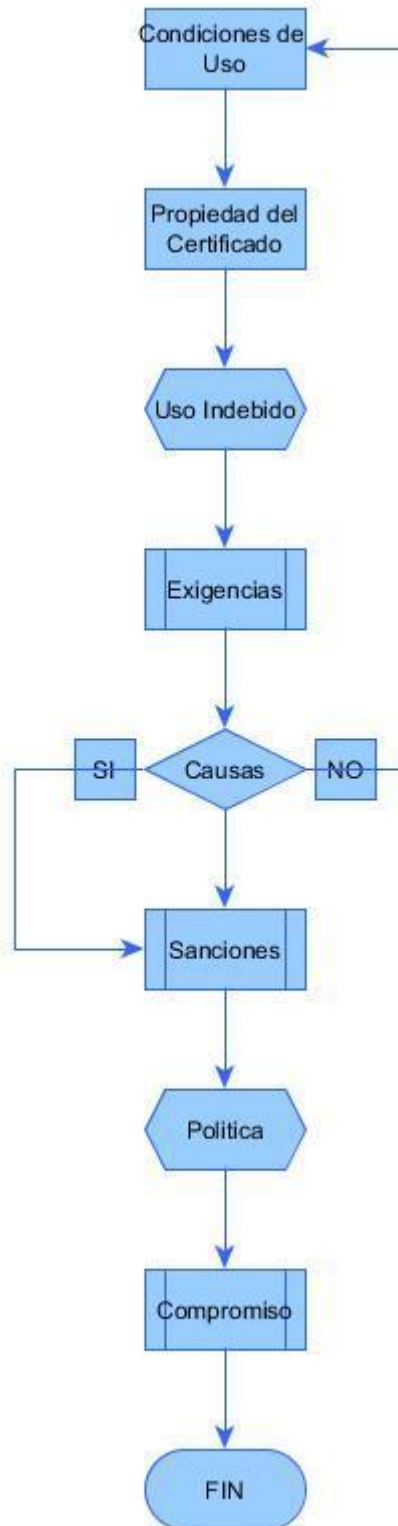 Condiciones de
Uso
Propiedad del
Certificado
Uso Indebido
Exigencias
SI
Causas
NO
Sanciones
Politica
Compromiso
FIN